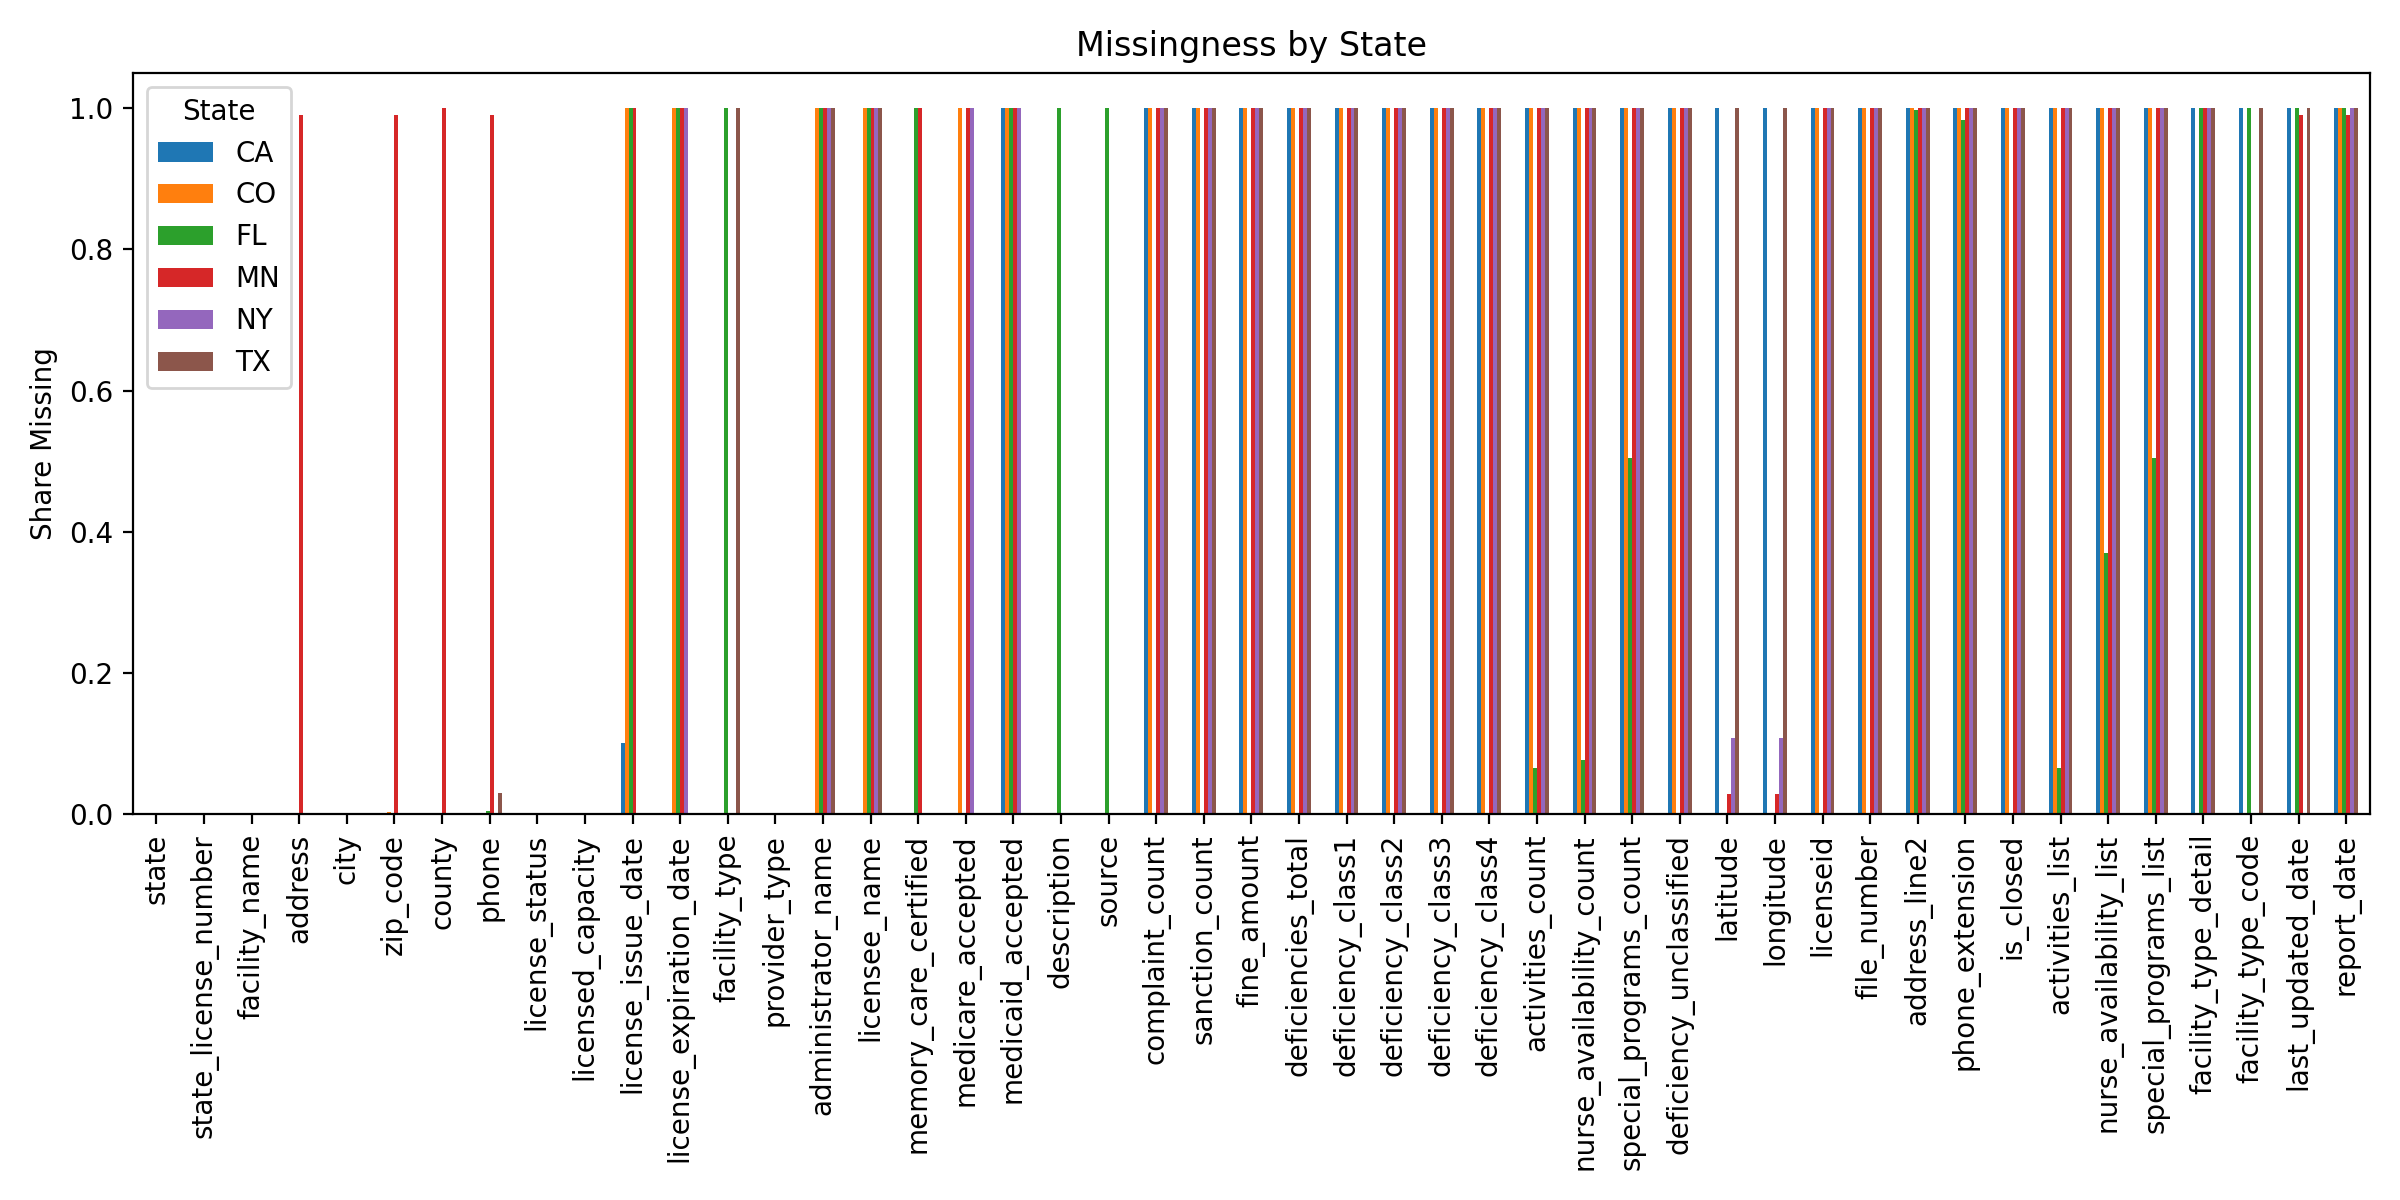 Missingness by State
State
CA
CO
FL
MN
NY
TX
Share Missing
1.0
0.8
0.6
0.4
0.2
0.0
state
state_license_number
facility_name
address
city
zip_code
county
phone
license_status
licensed_capacity
license_issue_date
license_expiration_date
facility_type
provider_type
administrator_name
licensee_name
memory_care_certified
medicare_accepted
medicaid_accepted
description
source
complaint_count
sanction_count
fine_amount
deficiencies_total
deficiency_class1
deficiency_class2
deficiency_class3
deficiency_class4
activities_count
nurse_availability_count
special_programs_count
deficiency_unclassified
latitude
longitude
licenseid
file_number
address_line2
phone_extension
is_closed
activities_list
nurse_availability_list
special_programs_list
facility_type_detail
facility_type_code
last_updated_date
report_date